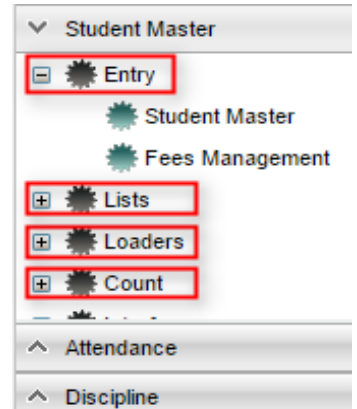 Student Master
Entry
Student Master
Fees Management
Lists
Loaders
Count
Attendance
Discipline